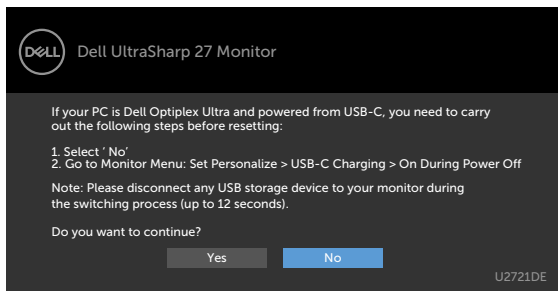 DELL
Dell UltraSharp 27 Monitor
If your PC is Dell Optiplex Ultra and powered from USB-C, you need to carry
out the following steps before resetting:
1. Select ‘ No’
2. Go to Monitor Menu: Set Personalize > USB-C Charging > On During Power Off
Note: Please disconnect any USB storage device to your monitor during
the switching process (up to 12 seconds).
Do you want to continue?
Yes No
U2721DE